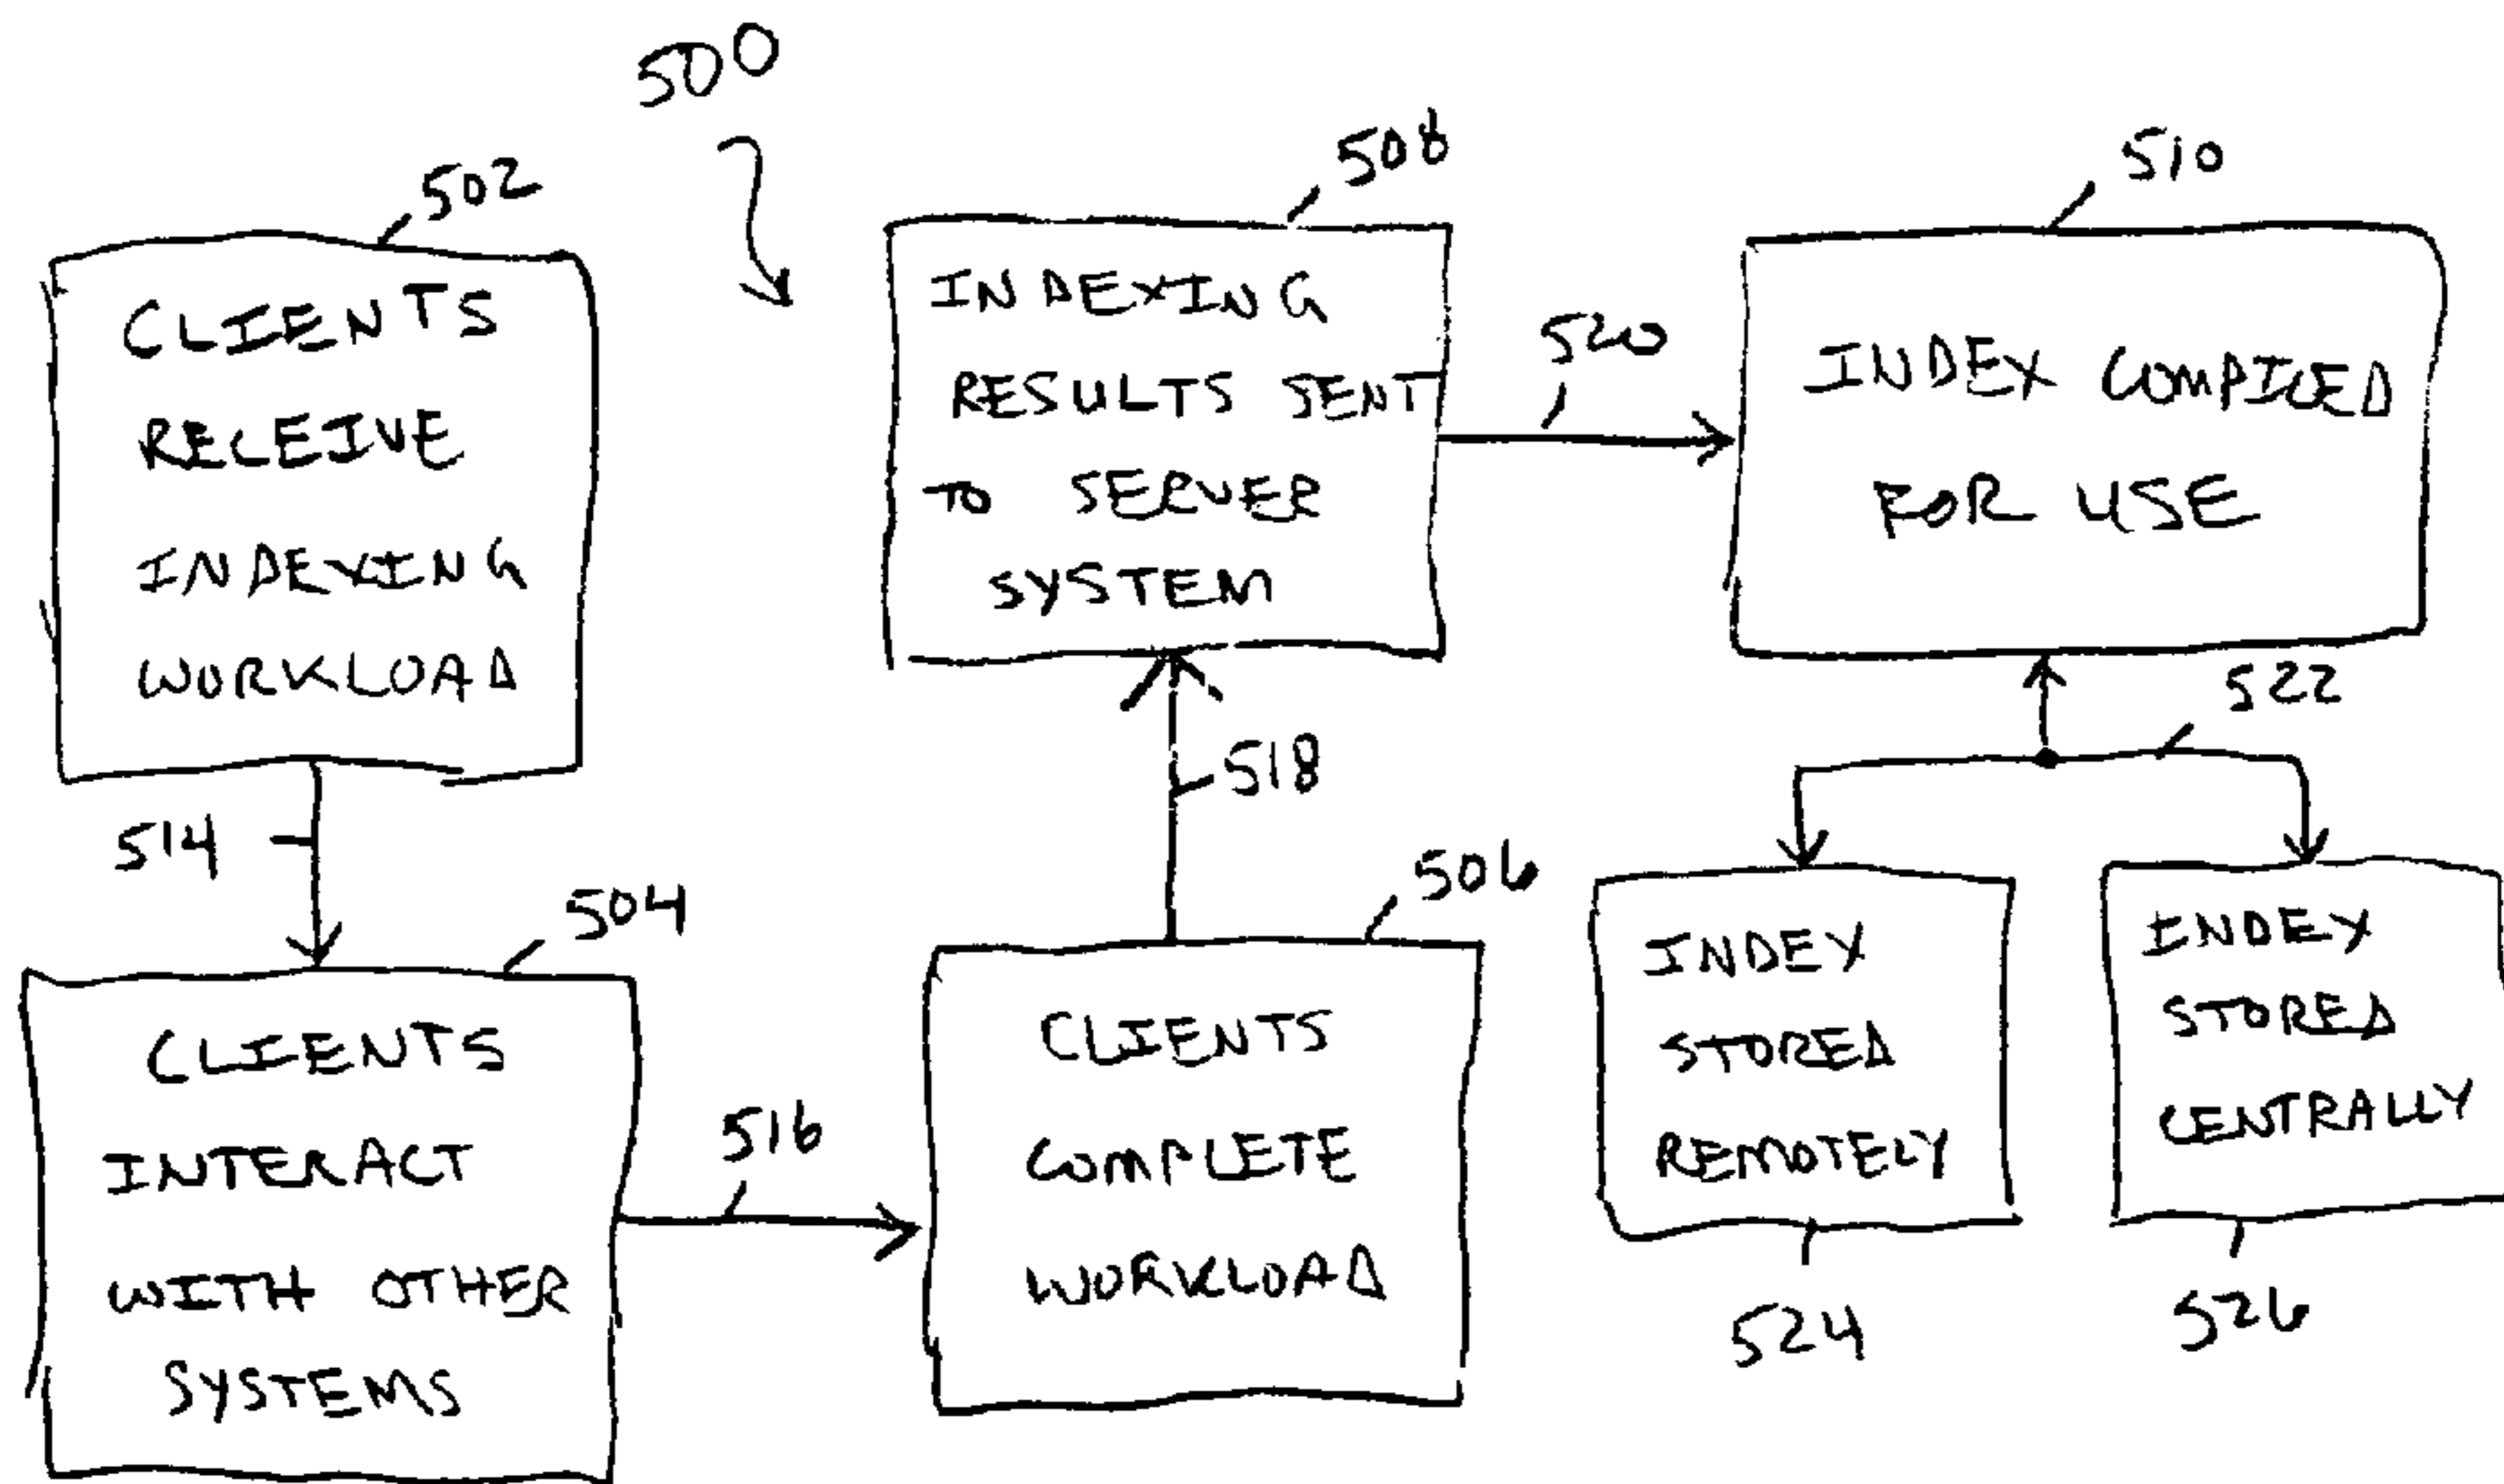 500
502
CLIENTS
RECEIVE
INDEXING
WORKLOAD
514
504
CLIENTS
INTERACT
WITH OTHER
SYSTEMS
516
506
CLIENTS
COMPLETE
WORKLOAD
518
508
INDEXING
RESULTS SENT
TO SERVER
SYSTEM
520
510
INDEX COMPILED
FOR USE
522
INDEX
STORED
REMOTELY
524
INDEX
STORED
CENTRALLY
526